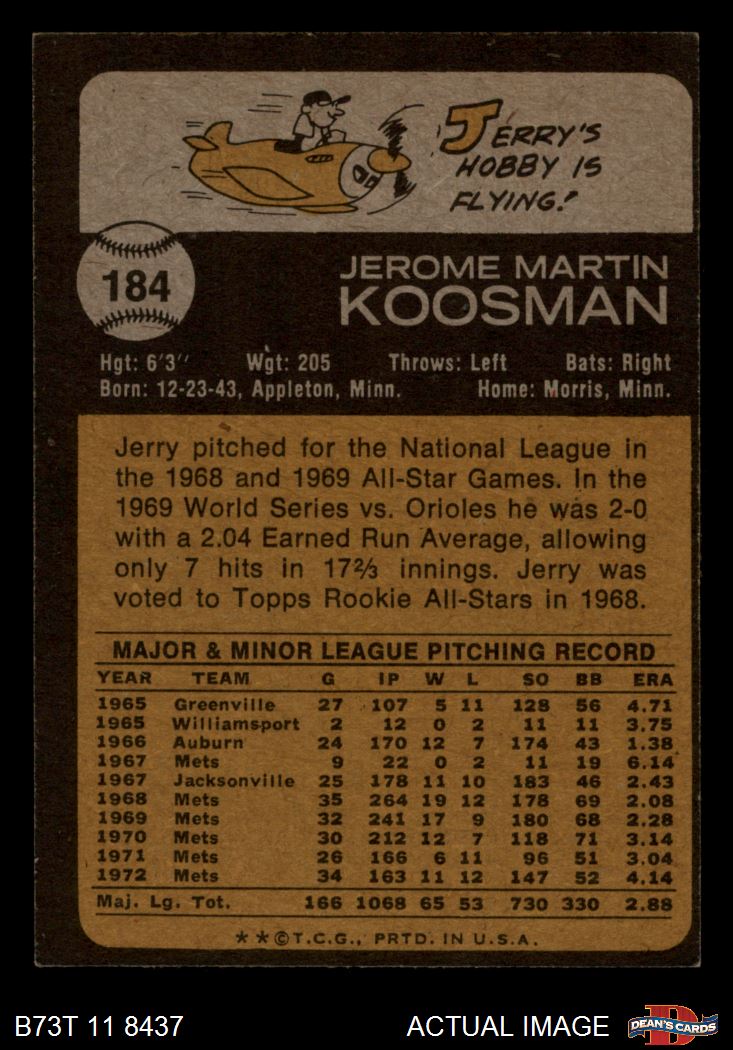 JERRY'S
HOBBY IS
FLYING!
184
JEROME MARTIN
KOOSMAN
Hgt: 6'3" Wgt: 205 Throws: Left Bats: Right
Born: 12-23-43, Appleton, Minn. Home: Morris, Minn.
Jerry pitched for the National League in
the 1968 and 1969 All-Star Games. In the
1969 World Series vs. Orioles he was 2-0
with a 2.04 Earned Run Average, allowing
only 7 hits in 17⅔ innings. Jerry was
voted to Topps Rookie All-Stars in 1968.
MAJOR & MINOR LEAGUE PITCHING RECORD
YEAR TEAM G IP W L SO BB ERA
1965 Greenville 27 107 5 11 128 56 4.71
1965 Williamsport 2 12 0 2 11 11 3.75
1966 Auburn 24 170 12 7 174 43 1.38
1967 Mets 9 22 0 2 11 19 6.14
1967 Jacksonville 25 178 11 10 183 46 2.43
1968 Mets 35 264 19 12 178 69 2.08
1969 Mets 32 241 17 9 180 68 2.28
1970 Mets 30 212 12 7 118 71 3.14
1971 Mets 26 166 6 11 96 51 3.04
1972 Mets 34 163 11 12 147 52 4.14
Maj. Lg. Tot. 166 1068 65 53 730 330 2.88
**©T.C.G., PRTD. IN U.S.A.
B73T 11 8437 ACTUAL IMAGE D DEAN'S CARDS